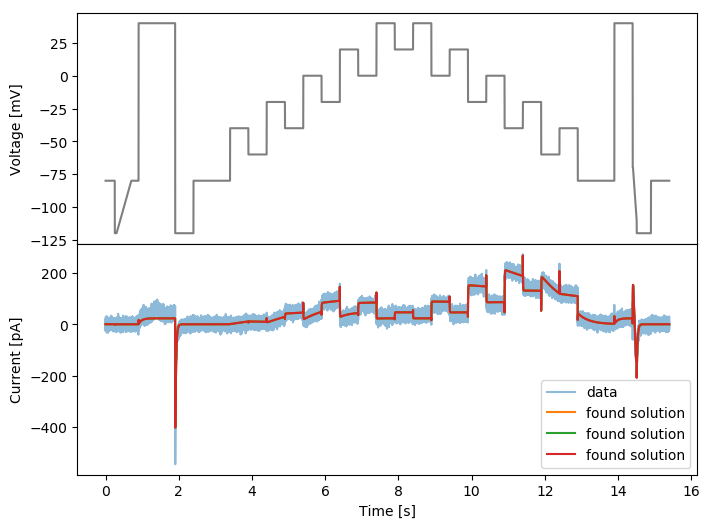 25
0
−25
−50
−75
−100
−125
Voltage [mV]
200
0
−200
−400
Current [pA]
data
found solution
found solution
found solution
0 2 4 6 8 10 12 14 16
Time [s]